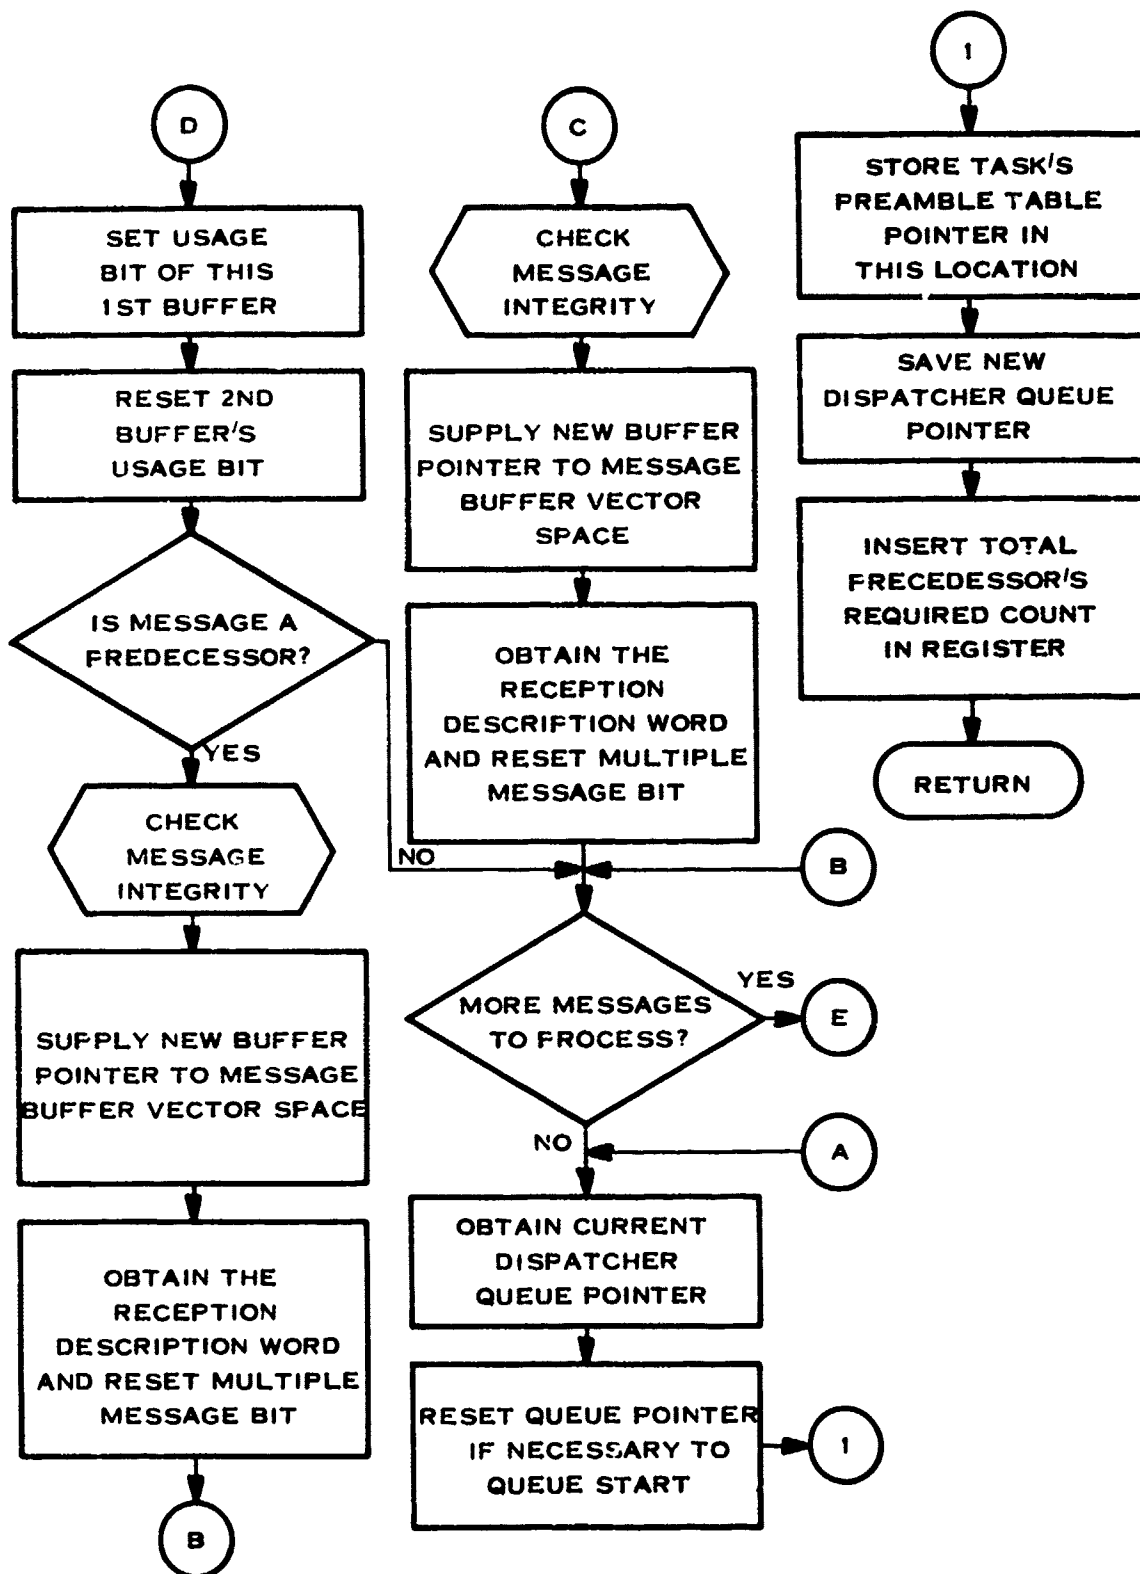 D
SET USAGE
BIT OF THIS
1ST BUFFER
RESET 2ND
BUFFER'S
USAGE BIT
IS MESSAGE A
FREDECESSOR?
YES
NO
CHECK
MESSAGE
INTEGRITY
SUPPLY NEW BUFFER
POINTER TO MESSAGE
BUFFER VECTOR SPACE
OBTAIN THE
RECEPTION
DESCRIPTION WORD
AND RESET MULTIPLE
MESSAGE BIT
B
C
CHECK
MESSAGE
INTEGRITY
SUPPLY NEW BUFFER
POINTER TO MESSAGE
BUFFER VECTOR
SPACE
OBTAIN THE
RECEPTION
DESCRIPTION WORD
AND RESET MULTIPLE
MESSAGE BIT
B
MORE MESSAGES
TO PROCESS?
YES
E
NO
A
OBTAIN CURRENT
DISPATCHER
QUEUE POINTER
RESET QUEUE POINTER
IF NECESSARY TO
QUEUE START
1
1
STORE TASK'S
PREAMBLE TABLE
POINTER IN
THIS LOCATION
SAVE NEW
DISPATCHER QUEUE
POINTER
INSERT TOTAL
FRECEDESSOR'S
REQUIRED COUNT
IN REGISTER
RETURN